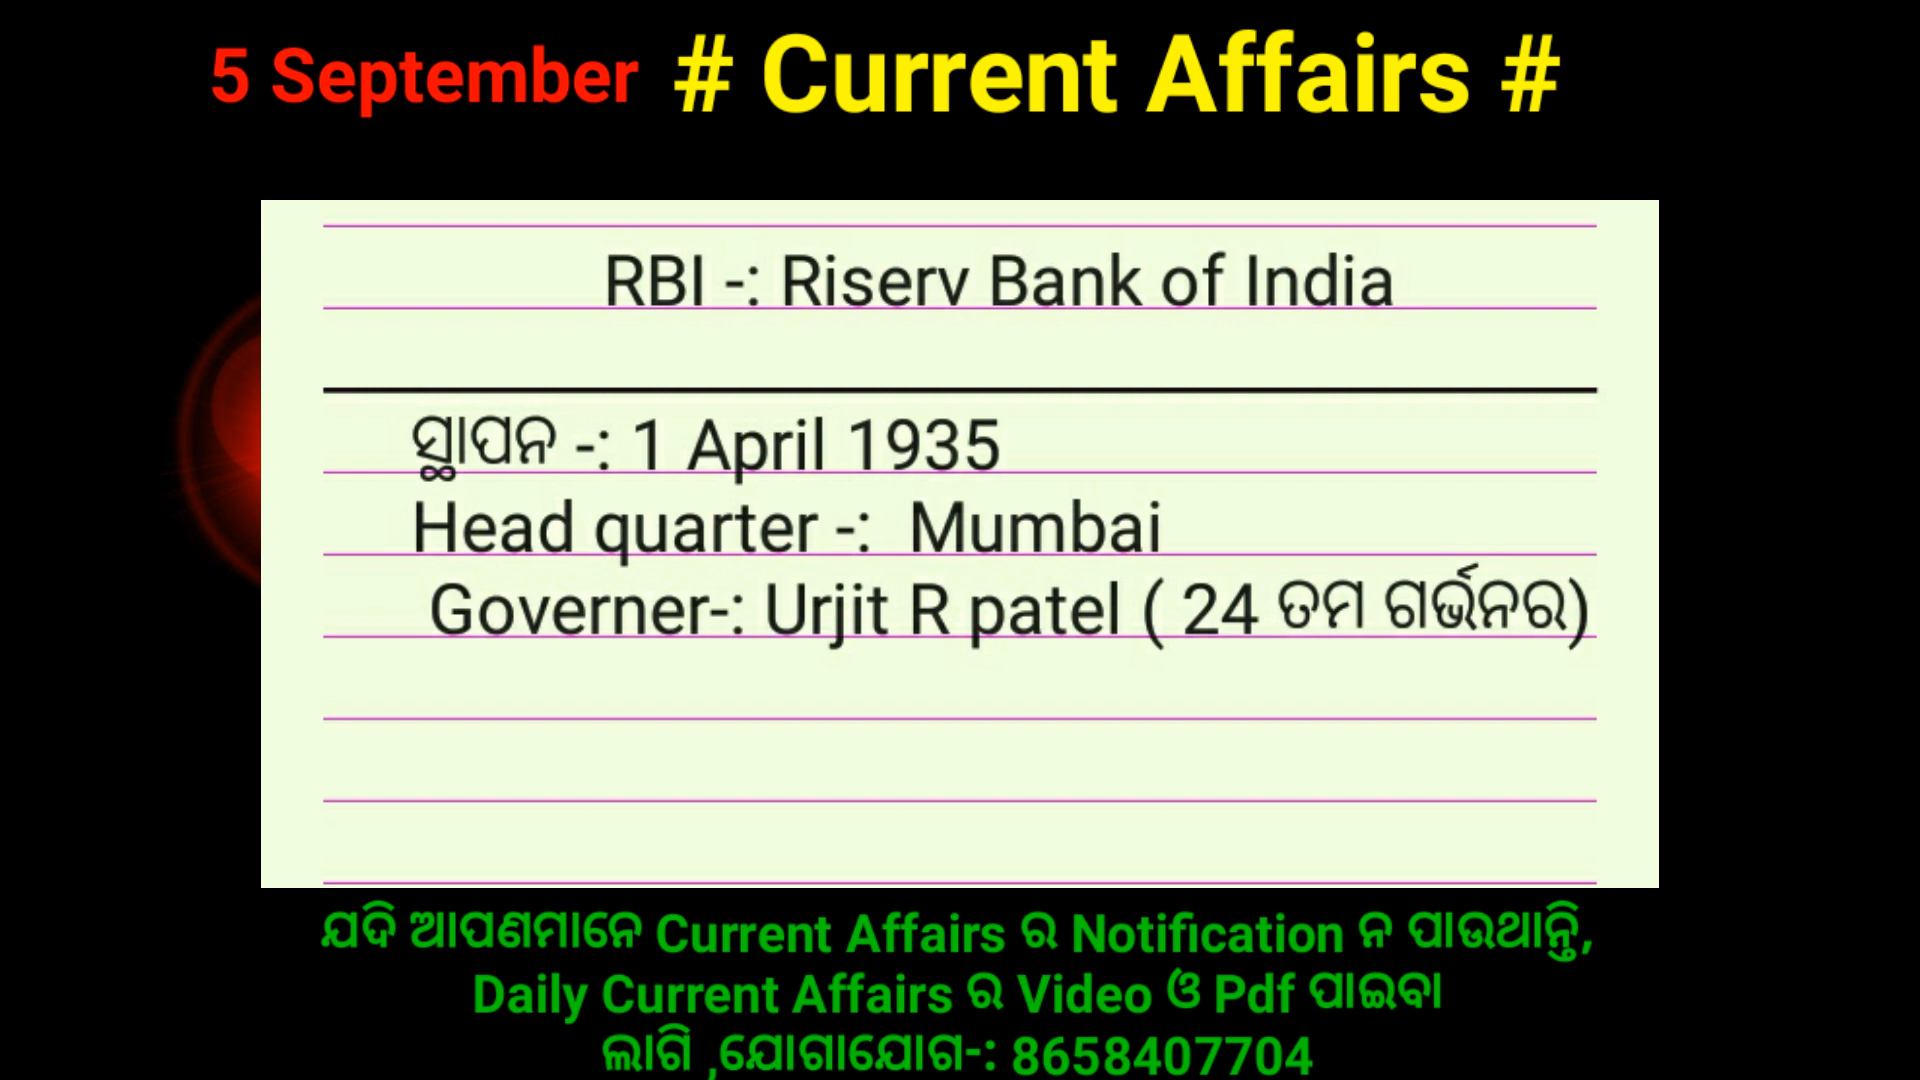 5 September # Current Affairs #
RBI -: Riserv Bank of India
ସ୍ଥାପନ -: 1 April 1935
Head quarter -: Mumbai
Governer-: Urjit R patel ( 24 ତମ ଗର୍ଭନର)
ଯଦି ଆପଣମାନେ Current Affairs ର Notification ନ ପାଉଥାନ୍ତି,
Daily Current Affairs ର Video ଓ Pdf ପାଇବା
ଲାଗି ,ଯୋଗାଯୋଗ-: 8658407704